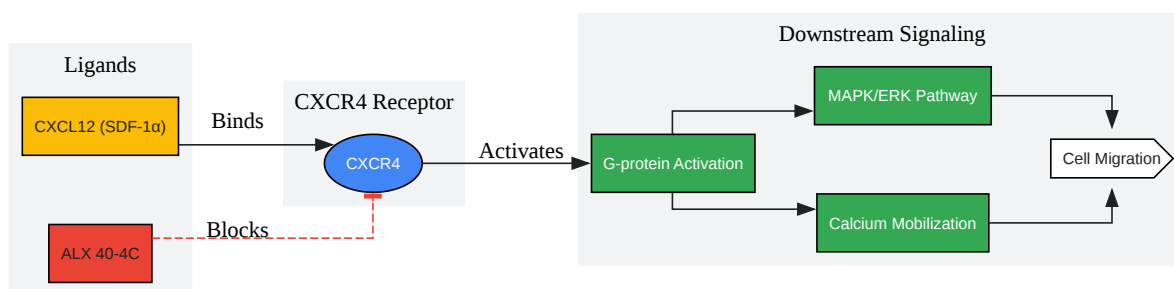 Ligands
CXCL12 (SDF-1α)
ALX 40-4C
Binds
Blocks
CXCR4 Receptor
CXCR4
Activates
Downstream Signaling
G-protein Activation
MAPK/ERK Pathway
Calcium Mobilization
Cell Migration